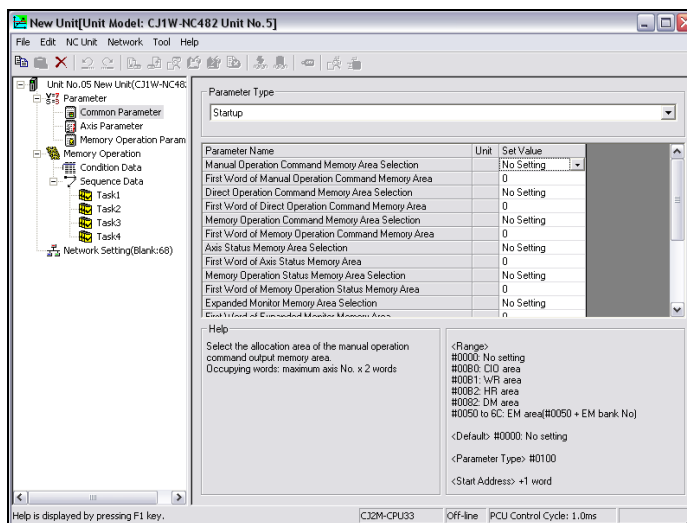 New Unit[Unit Model: CJ1W-NC482 Unit No.5]
File Edit NC Unit Network Tool Help
Unit No.05 New Unit(CJ1W-NC48
Parameter
Common Parameter
Axis Parameter
Memory Operation Param
Memory Operation
Condition Data
Sequence Data
Task1
Task2
Task3
Task4
Network Setting(Blank:68)
Parameter Type
Startup
Parameter Name Unit Set Value
Manual Operation Command Memory Area Selection No Setting
First Word of Manual Operation Command Memory Area 0
Direct Operation Command Memory Area Selection No Setting
First Word of Direct Operation Command Memory Area 0
Memory Operation Command Memory Area Selection No Setting
First Word of Memory Operation Command Memory Area 0
Axis Status Memory Area Selection No Setting
First Word of Axis Status Memory Area 0
Memory Operation Status Memory Area Selection No Setting
First Word of Memory Operation Status Memory Area 0
Expanded Monitor Memory Area Selection No Setting
First Word of Expanded Monitor Memory Area 0
Help
Select the allocation area of the manual operation
command output memory area.
Occupying words: maximum axis No. x 2 words
<Range>
#0000: No setting
#00B0: CIO area
#00B1: WR area
#00B2: HR area
#0082: DM area
#0050 to 6C: EM area(#0050 + EM bank No)
<Default> #0000: No setting
<Parameter Type> #0100
<Start Address> +1 word
Help is displayed by pressing F1 key. CJ2M-CPU33 Off-line PCU Control Cycle: 1.0ms